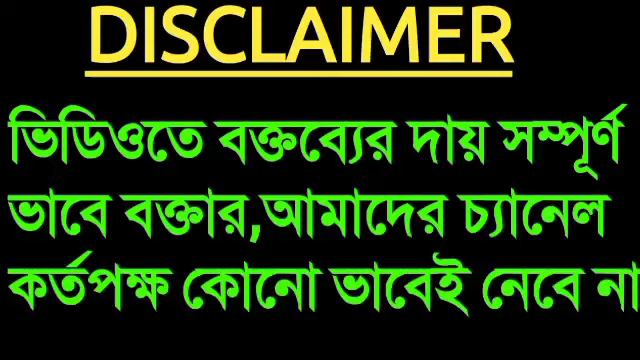 DISCLAIMER
ভিডিওতে বক্তব্যের দায় সম্পূর্ণ
ভাবে বক্তার,আমাদের চ্যানেল
কর্তপক্ষ কোনো ভাবেই নেবে না